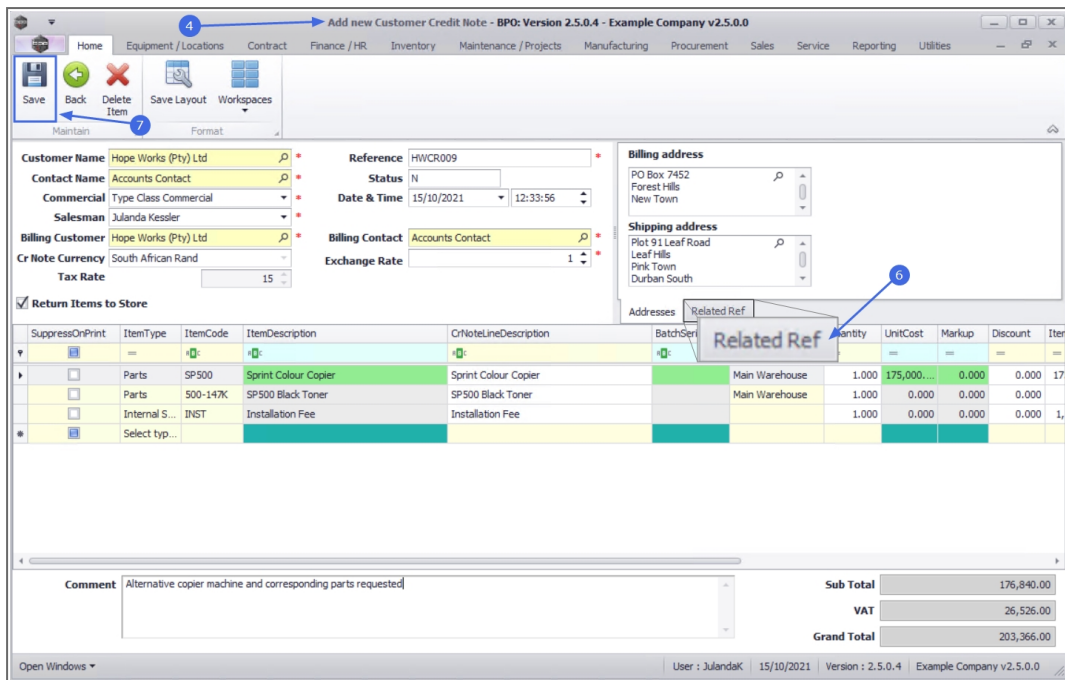 4
Add new Customer Credit Note - BPO: Version 2.5.0.4 - Example Company v2.5.0.0
Home Equipment / Locations Contract Finance / HR Inventory Maintenance / Projects Manufacturing Procurement Sales Service Reporting Utilities
Save Back Delete Item Save Layout Workspaces
7
Maintain Format
Customer Name Hope Works (Pty) Ltd *
Contact Name Accounts Contact *
Commercial Type Class Commercial *
Salesman Julanda Kessler *
Billing Customer Hope Works (Pty) Ltd *
Cr Note Currency South African Rand
Tax Rate 15
Return Items to Store
Reference HWCR009 *
Status N
Date & Time 15/10/2021 12:33:56
Billing Contact Accounts Contact *
Exchange Rate 1 *
Billing address
PO Box 7452
Forest Hills
New Town
Shipping address
Plot 91 Leaf Road
Leaf Hills
Pink Town
Durban South
6
Addresses Related Ref
Related Ref
SuppressOnPrint ItemType ItemCode ItemDescription CrNoteLineDescription BatchSeri antity UnitCost Markup Discount Iter
Parts SP500 Sprint Colour Copier Sprint Colour Copier Main Warehouse 1.000 175,000.... 0.000 0.000 17
Parts 500-147K SP500 Black Toner SP500 Black Toner Main Warehouse 1.000 0.000 0.000 0.000
Internal S... INST Installation Fee Installation Fee 1.000 0.000 0.000 0.000 1,
Select typ...
Comment Alternative copier machine and corresponding parts requested
Sub Total 176,840.00
VAT 26,526.00
Grand Total 203,366.00
Open Windows User : JulandaK 15/10/2021 Version : 2.5.0.4 Example Company v2.5.0.0